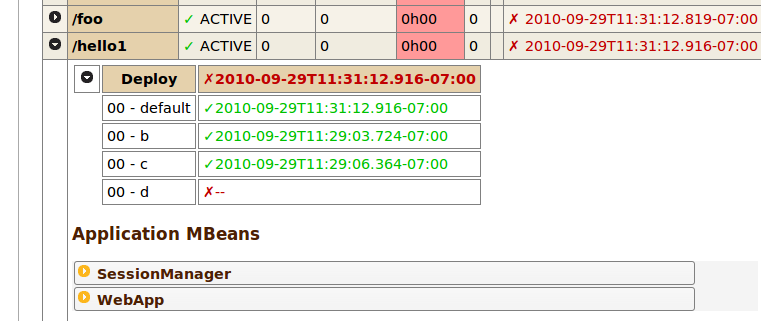 /foo ✓ ACTIVE 0 0 0h00 0 ✗ 2010-09-29T11:31:12.819-07:00
/hello1 ✓ ACTIVE 0 0 0h00 0 ✗ 2010-09-29T11:31:12.916-07:00
Deploy ✗2010-09-29T11:31:12.916-07:00
00 - default ✓2010-09-29T11:31:12.916-07:00
00 - b ✓2010-09-29T11:29:03.724-07:00
00 - c ✓2010-09-29T11:29:06.364-07:00
00 - d ✗--
Application MBeans
SessionManager
WebApp